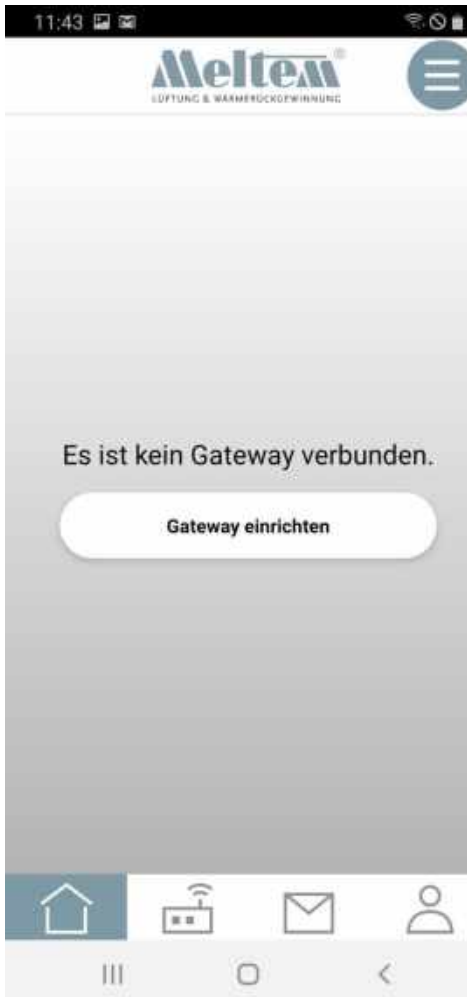 11:43
Meltem®
LÜFTUNG & WÄRMERÜCKGEWINNUNG
Es ist kein Gateway verbunden.
Gateway einrichten